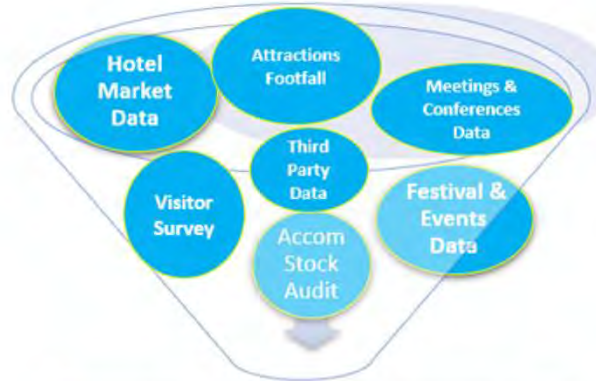 Hotel
Market
Data
Attractions
Footfall
Meetings &
Conferences
Data
Third
Party
Data
Visitor
Survey
Festival &
Events
Data
Accom
Stock
Audit